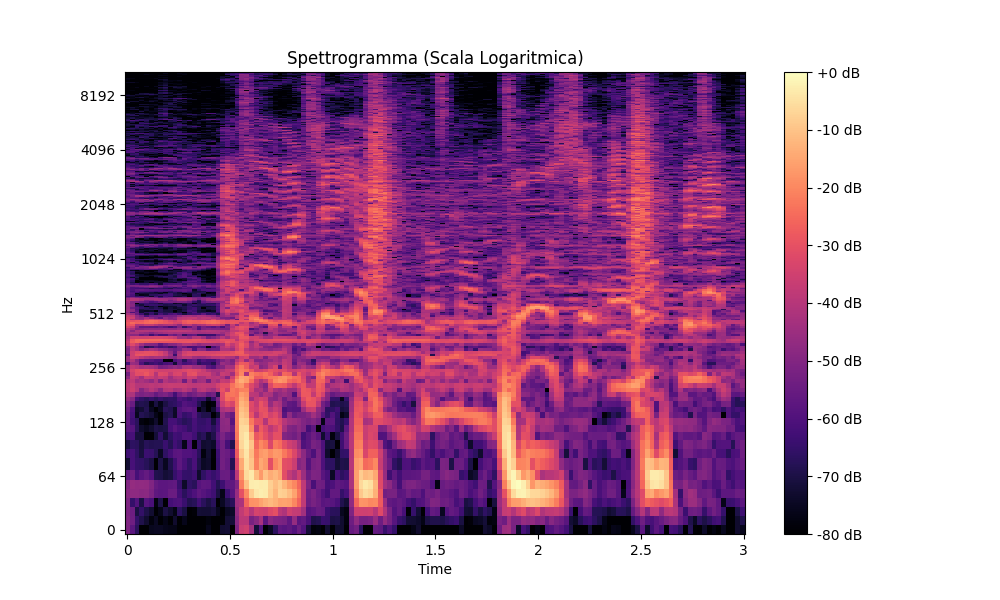 Spettrogramma (Scala Logaritmica)
Hz
8192
4096
2048
1024
512
256
128
64
0
0
0.5
1
1.5
2
2.5
3
Time
+0 dB
-10 dB
-20 dB
-30 dB
-40 dB
-50 dB
-60 dB
-70 dB
-80 dB